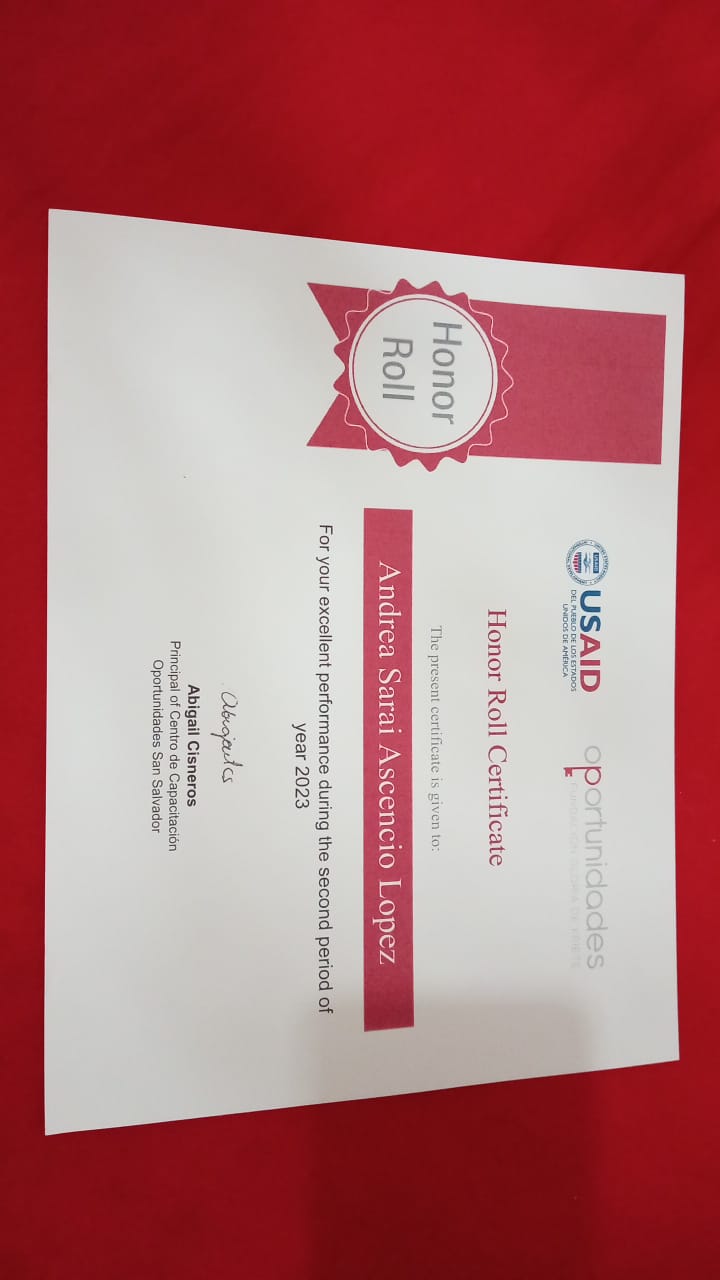 USAID
DEL PUEBLO DE LOS ESTADOS
UNIDOS DE AMÉRICA
oportunidades
FUNDACIÓN GLORIA DE KRIETE
Honor Roll Certificate
Honor
Roll
The present certificate is given to:
Andrea Sarai Ascencio Lopez
For your excellent performance during the second period of
year 2023
Abigail Cisneros
Principal of Centro de Capacitación
Oportunidades San Salvador